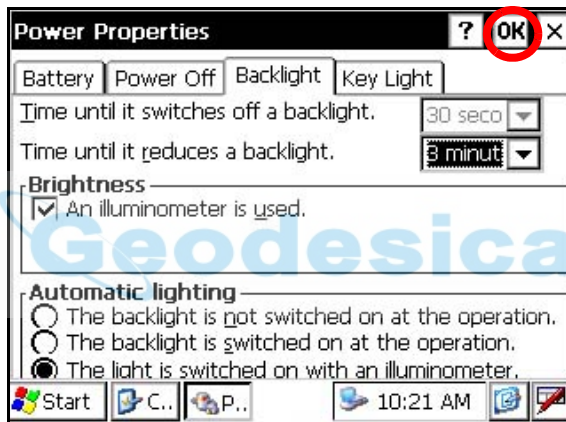 Power Properties ? OK ×
Battery Power Off Backlight Key Light
Time until it switches off a backlight. 30 seco
Time until it reduces a backlight. 3 minut
Brightness
An illuminometer is used.
Geodesica
Automatic lighting
The backlight is not switched on at the operation.
The backlight is switched on at the operation.
The light is switched on with an illuminometer.
Start C.. P.. 10:21 AM